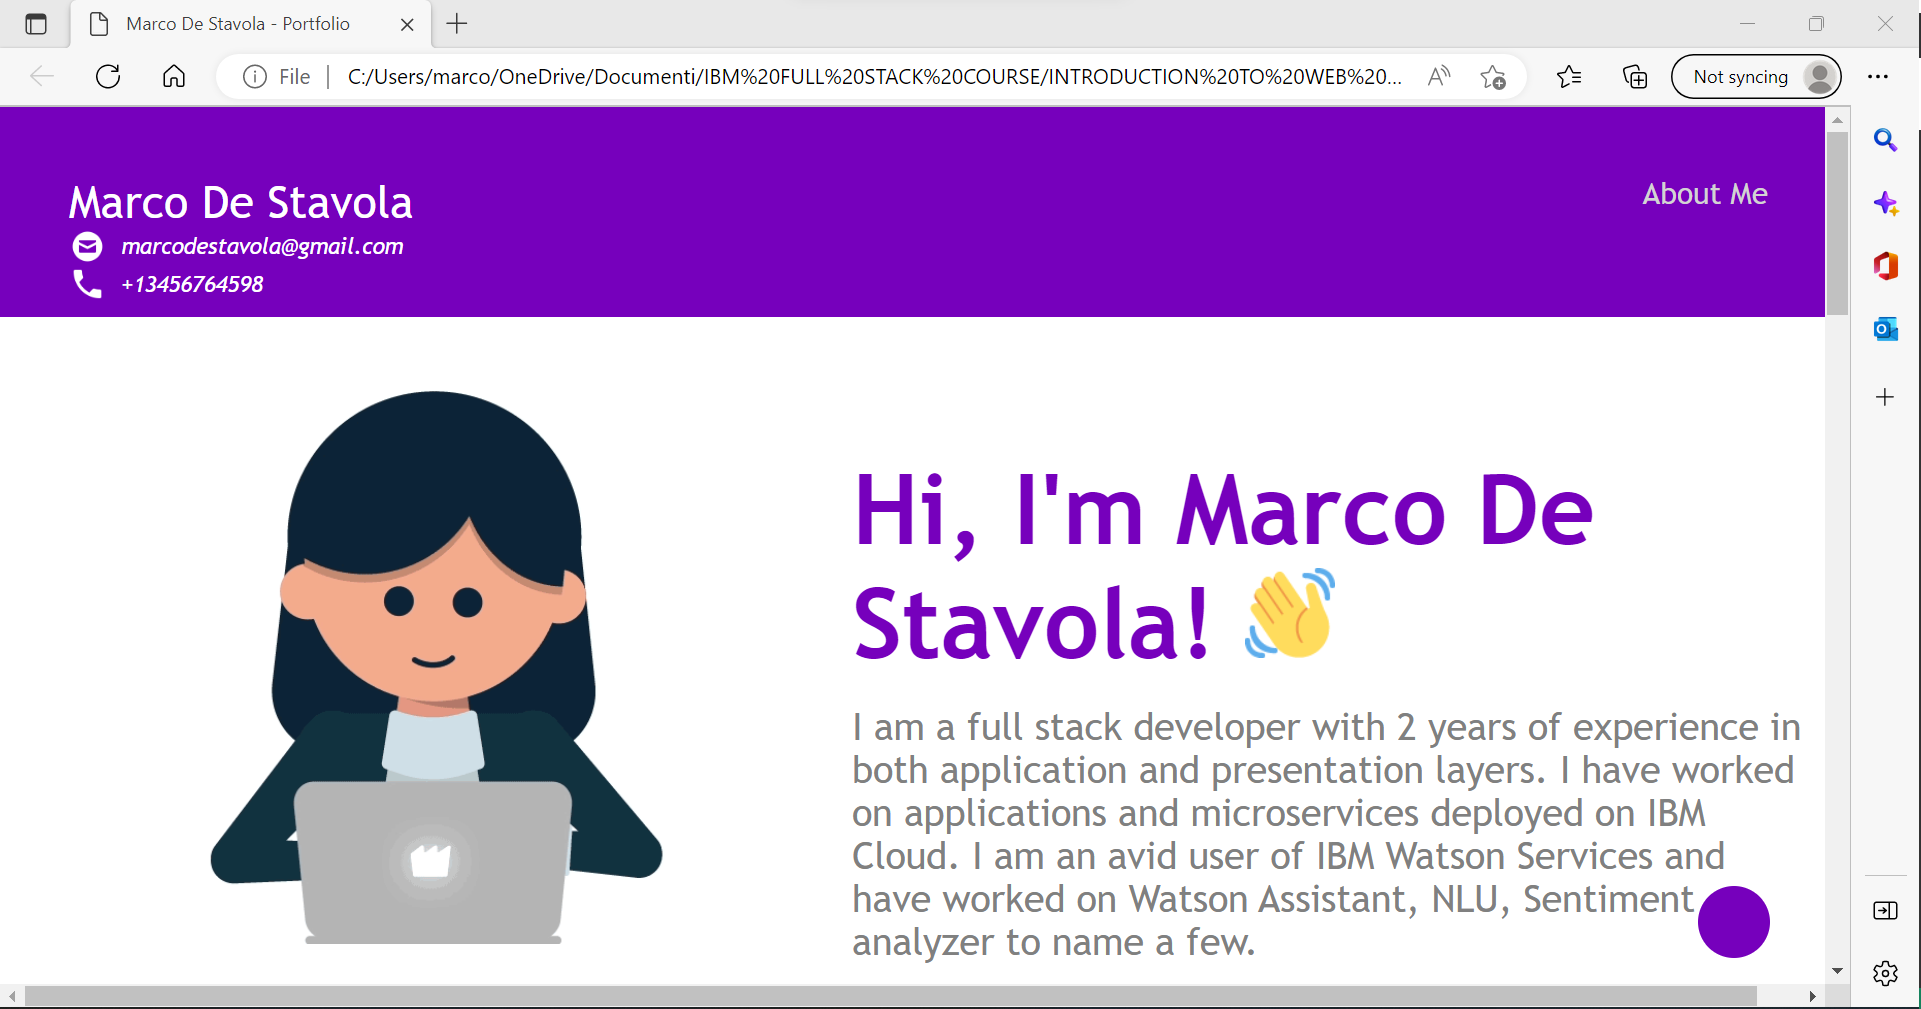 Marco De Stavola - Portfolio
File
C:/Users/marco/OneDrive/Documenti/IBM%20FULL%20STACK%20COURSE/INTRODUCTION%20TO%20WEB%20...
Not syncing
Marco De Stavola
About Me
marcodestavola@gmail.com
+13456764598
Hi, I'm Marco De
Stavola! 👋
I am a full stack developer with 2 years of experience in
both application and presentation layers. I have worked
on applications and microservices deployed on IBM
Cloud. I am an avid user of IBM Watson Services and
have worked on Watson Assistant, NLU, Sentiment
analyzer to name a few.